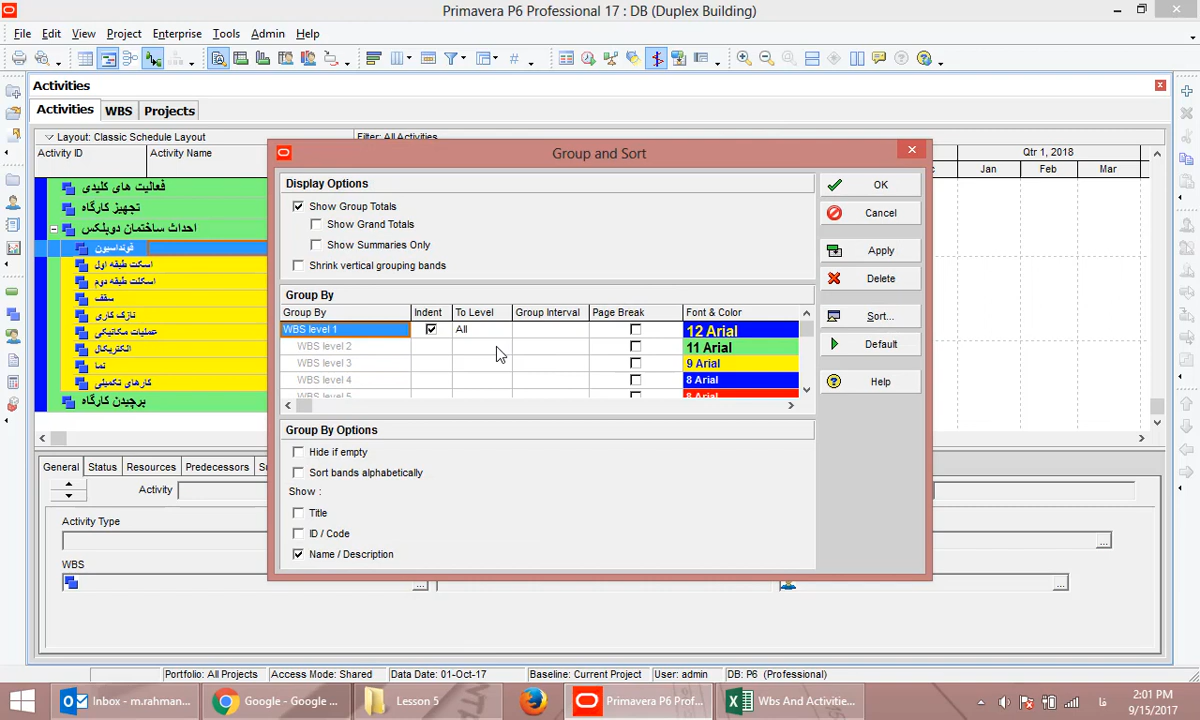 Primavera P6 Professional 17 : DB (Duplex Building)
File Edit View Project Enterprise Tools Admin Help
Activities
Activities WBS Projects
Layout: Classic Schedule Layout
Filter: All Activities
Activity ID Activity Name
Qtr 1, 2018
Jan Feb Mar
فعالیت های کلیدی
تجهیز کارگاه
احداث ساختمان دوبلکس
فونداسیون
اسکلت طبقه اول
اسکلت طبقه دوم
سقف
نازک کاری
عملیات مکانیکی
الکتریکال
نما
کارهای تکمیلی
برچیدن کارگاه
Group and Sort
Display Options
Show Group Totals
Show Grand Totals
Show Summaries Only
Shrink vertical grouping bands
OK
Cancel
Apply
Delete
Sort...
Default
Help
Group By
Group By Indent To Level Group Interval Page Break Font & Color
WBS level 1 All 12 Arial
WBS level 2 11 Arial
WBS level 3 9 Arial
WBS level 4 8 Arial
WBS level 5 8 Arial
Group By Options
Hide if empty
Sort bands alphabetically
Show :
Title
ID / Code
Name / Description
General Status Resources Predecessors
Activity
Activity Type
WBS
Portfolio: All Projects Access Mode: Shared Data Date: 01-Oct-17 Baseline: Current Project User: admin DB: P6 (Professional)
Inbox - m.rahman... Google - Google ... Lesson 5 Primavera P6 Prof... Wbs And Activitie...
فا
2:01 PM
9/15/2017